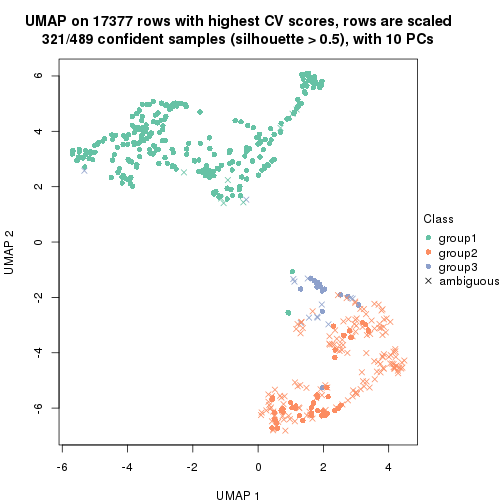 UMAP on 17377 rows with highest CV scores, rows are scaled
321/489 confident samples (silhouette > 0.5), with 10 PCs
6
4
2
0
-2
-4
-6
UMAP 2
-6
-4
-2
0
2
4
UMAP 1
Class
group1
group2
group3
ambiguous